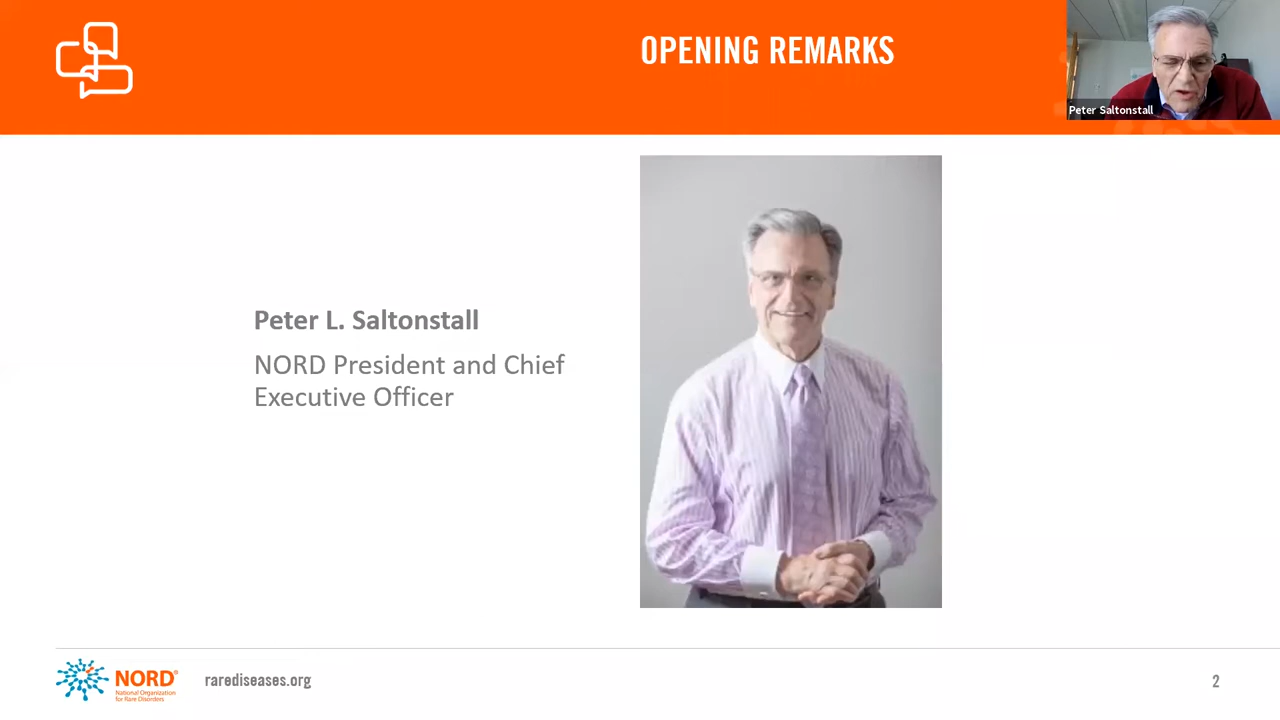 OPENING REMARKS
Peter Saltonstall
Peter L. Saltonstall
NORD President and Chief
Executive Officer
NORD®
National Organization
for Rare Disorders
rarediseases.org
2